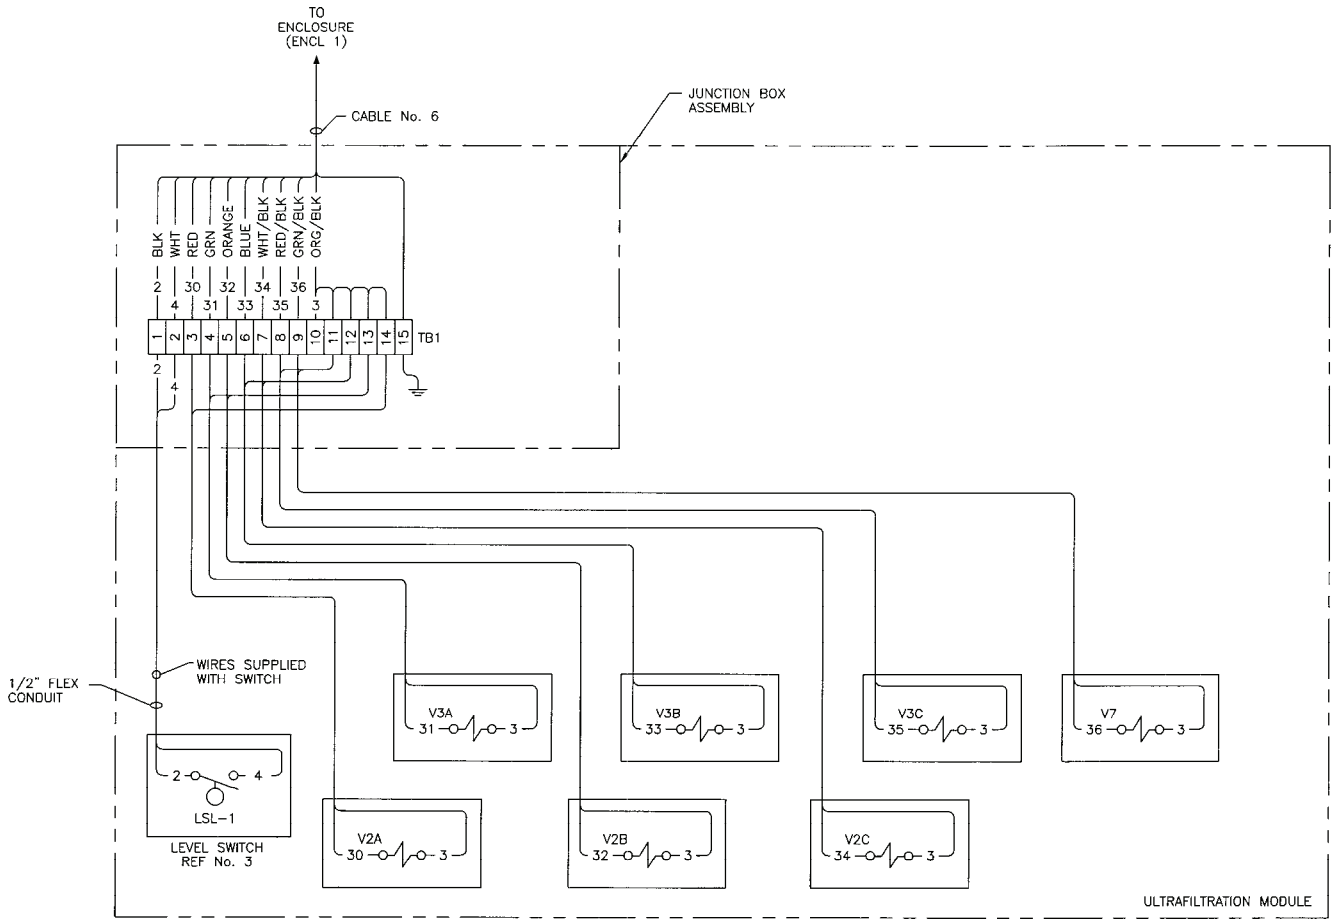 TO
ENCLOSURE
(ENCL 1)
CABLE No. 6
JUNCTION BOX
ASSEMBLY
BLK
WHT
RED
GRN
ORANGE
BLUE
WHT/BLK
RED/BLK
GRN/BLK
ORG/BLK
2 30 32 34 36
4 31 33 35 3
1 2 3 4 5 6 7 8 9 10 11 12 13 14 15 TB1
2
4
WIRES SUPPLIED
WITH SWITCH
1/2" FLEX
CONDUIT
V3A
31 3
V3B
33 3
V3C
35 3
V7
36 3
2 4
LSL-1
LEVEL SWITCH
REF No. 3
V2A
30 3
V2B
32 3
V2C
34 3
ULTRAFILTRATION MODULE